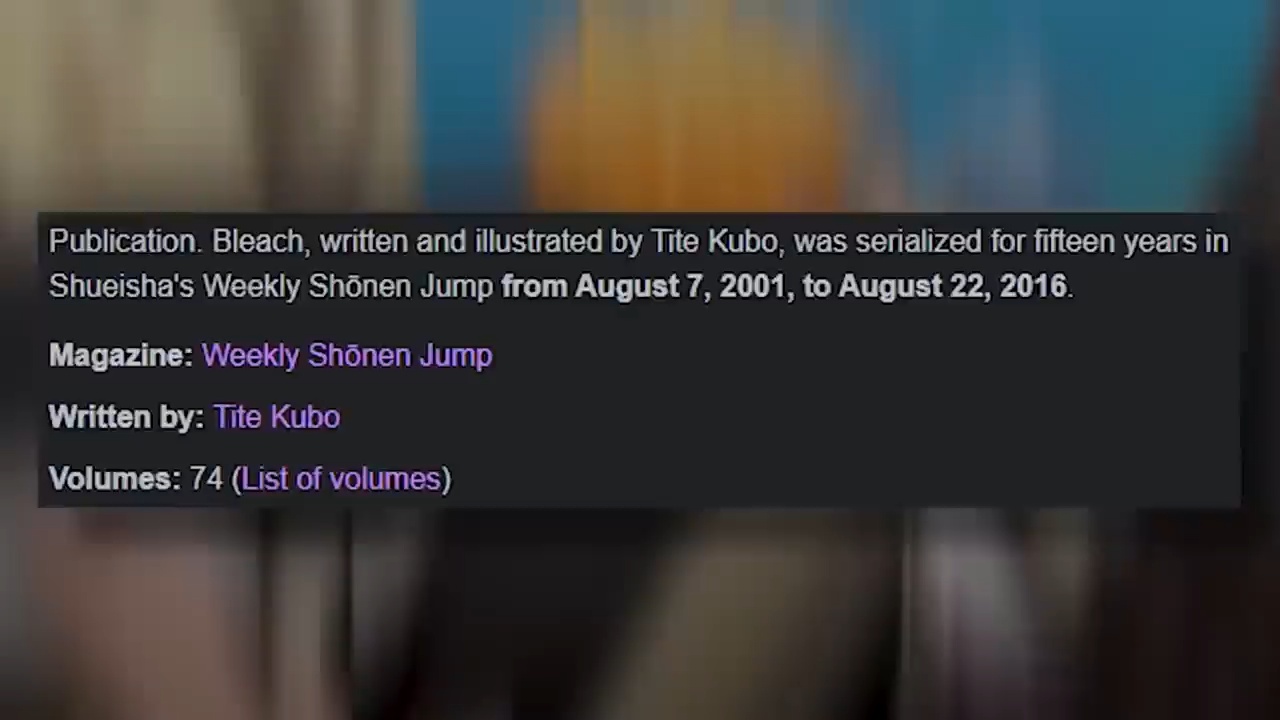 Publication. Bleach, written and illustrated by Tite Kubo, was serialized for fifteen years in
Shueisha's Weekly Shōnen Jump from August 7, 2001, to August 22, 2016.
Magazine: Weekly Shōnen Jump
Written by: Tite Kubo
Volumes: 74 (List of volumes)